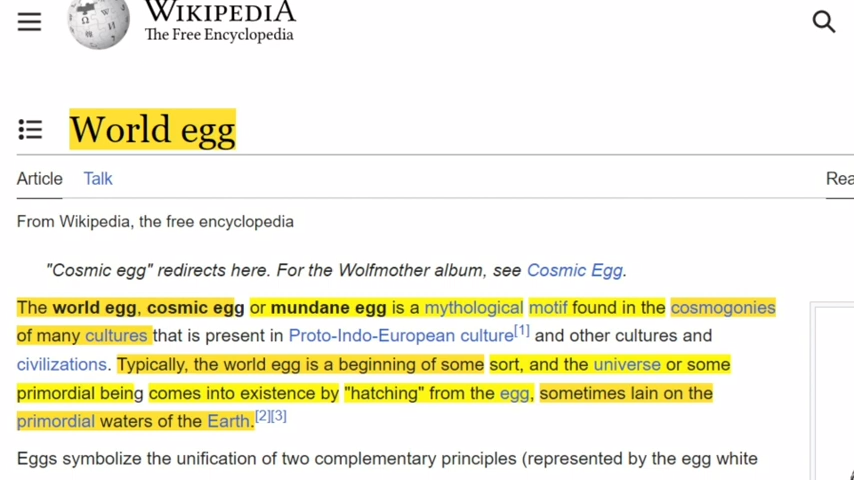 WIKIPEDIA
The Free Encyclopedia
World egg
Article Talk
From Wikipedia, the free encyclopedia
"Cosmic egg" redirects here. For the Wolfmother album, see Cosmic Egg.
The world egg, cosmic egg or mundane egg is a mythological motif found in the cosmogonies
of many cultures that is present in Proto-Indo-European culture[1] and other cultures and
civilizations. Typically, the world egg is a beginning of some sort, and the universe or some
primordial being comes into existence by "hatching" from the egg, sometimes lain on the
primordial waters of the Earth.[2][3]
Eggs symbolize the unification of two complementary principles (represented by the egg white